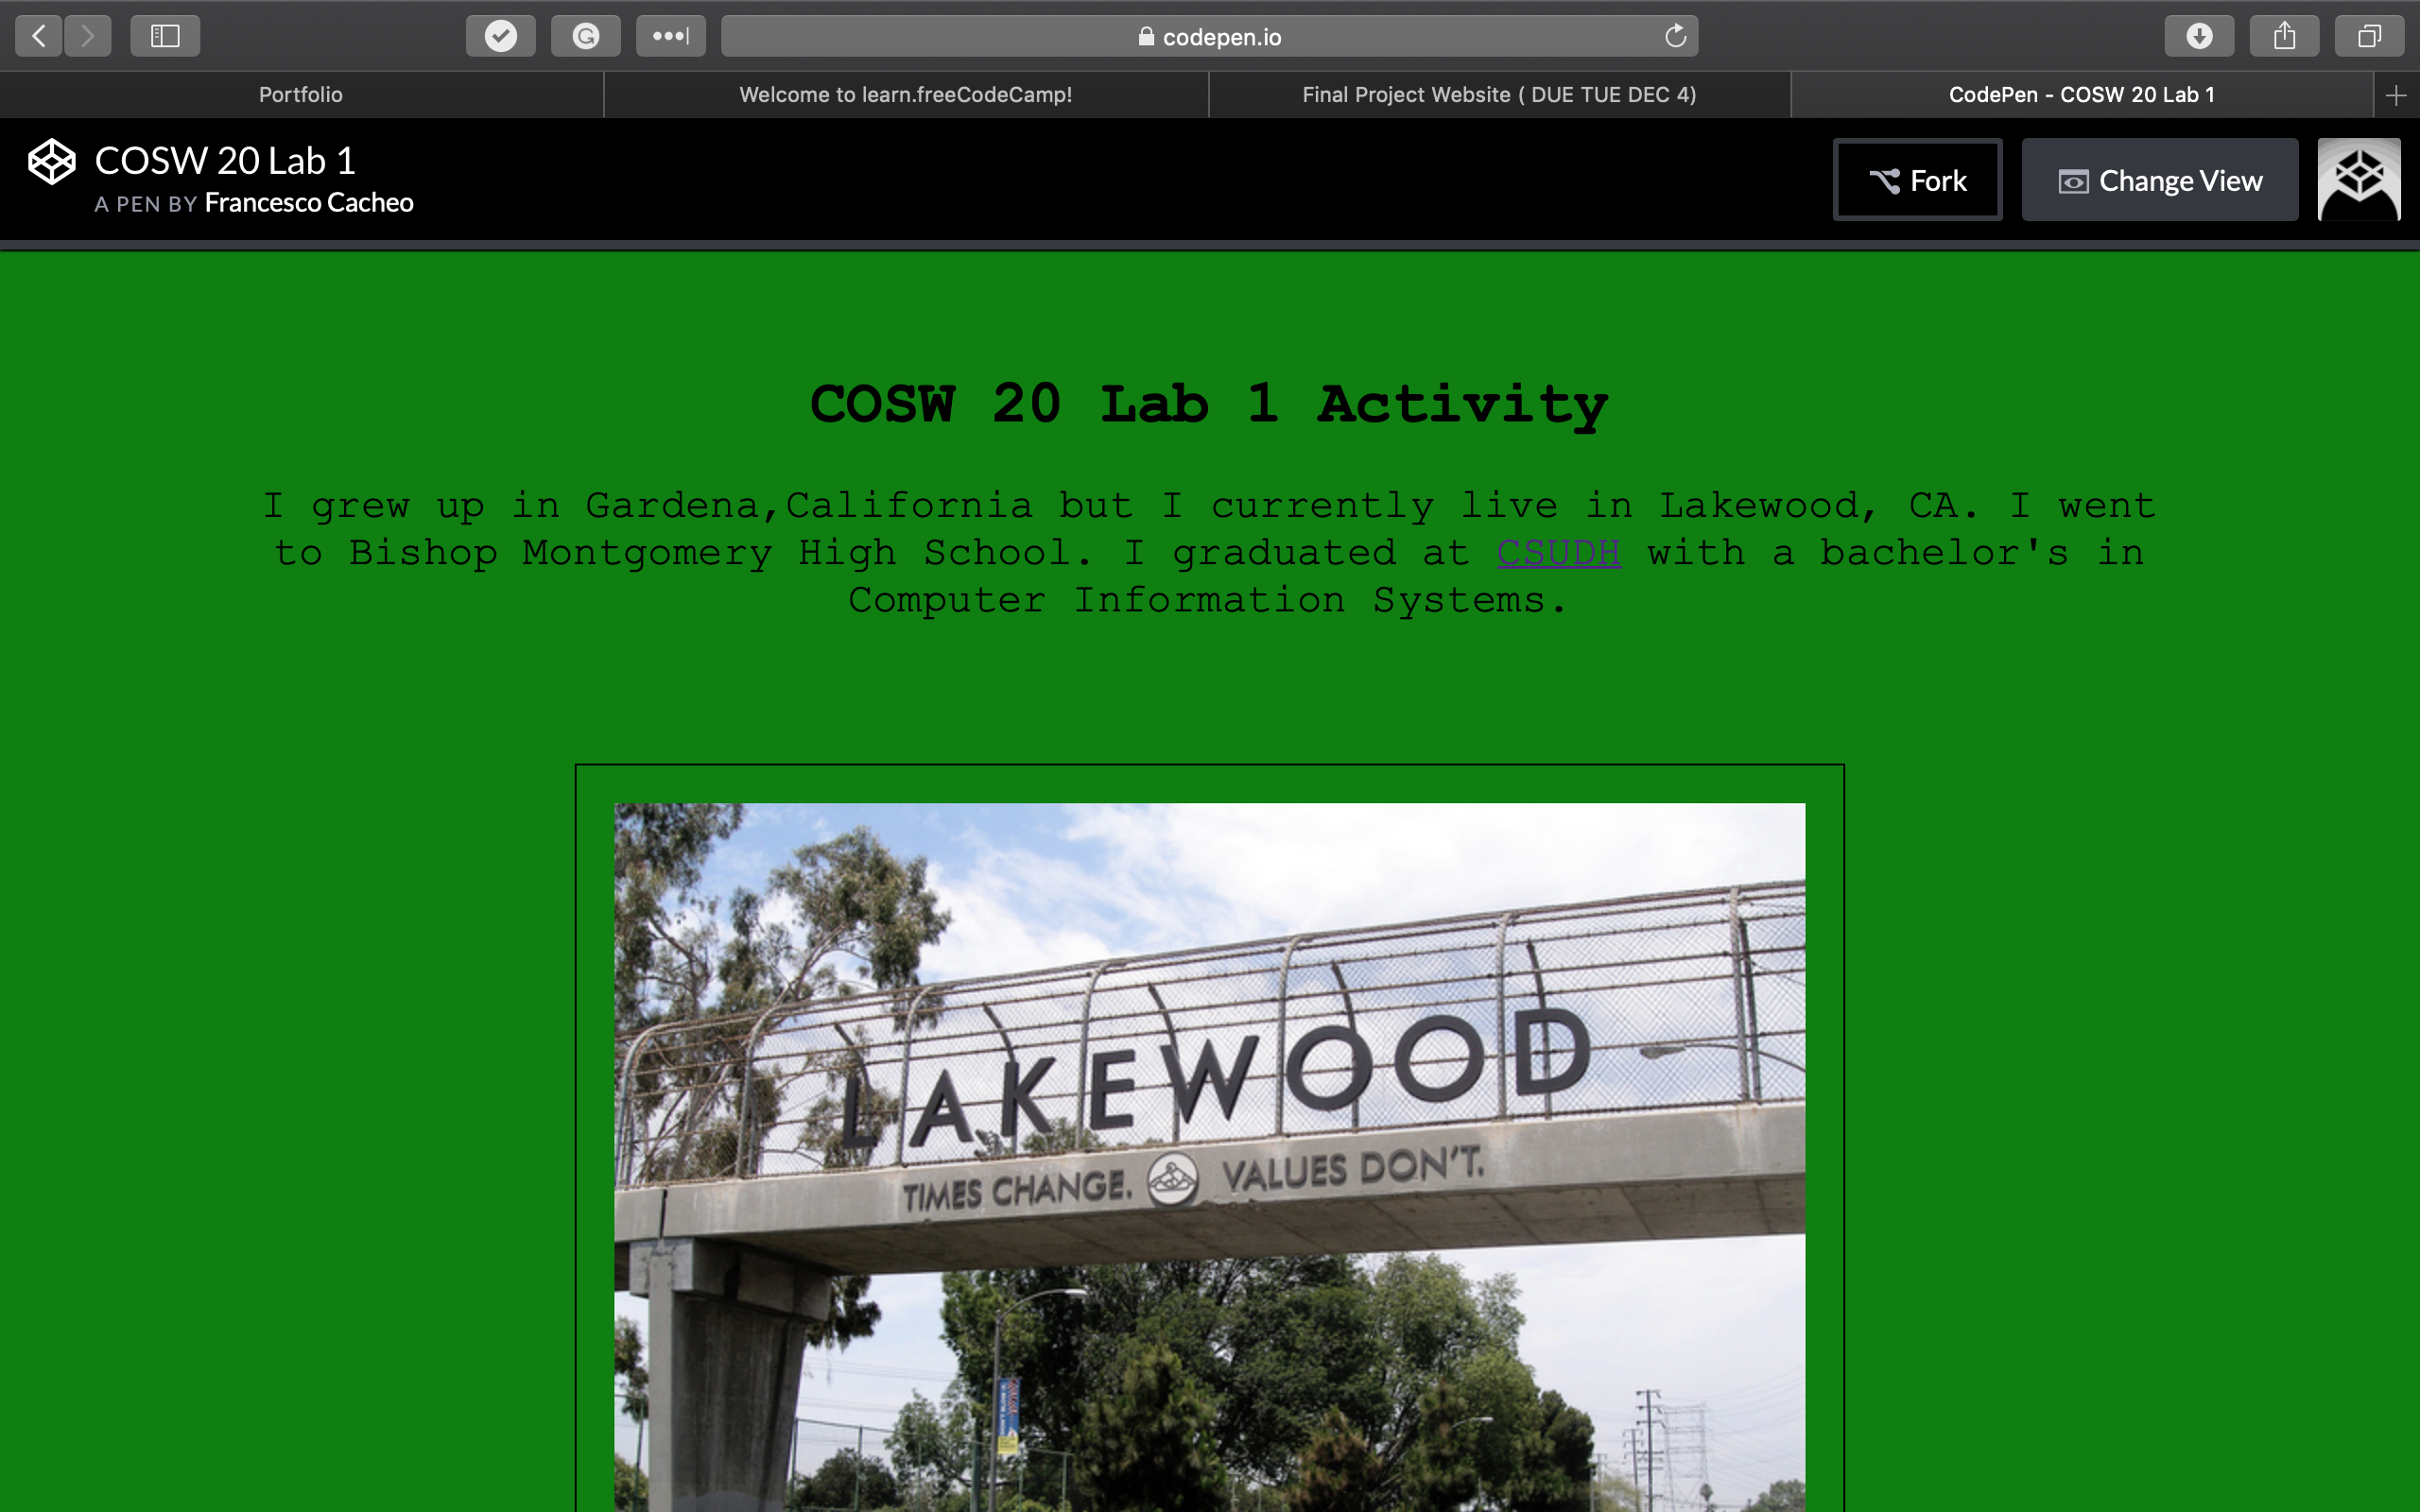 codepen.io
Portfolio
Welcome to learn.freeCodeCamp!
Final Project Website ( DUE TUE DEC 4)
CodePen - COSW 20 Lab 1
COSW 20 Lab 1
A PEN BY Francesco Cacheo
Fork
Change View
COSW 20 Lab 1 Activity
I grew up in Gardena,California but I currently live in Lakewood, CA. I went
to Bishop Montgomery High School. I graduated at CSUDH with a bachelor's in
Computer Information Systems.
LAKEWOOD
TIMES CHANGE. VALUES DON'T.